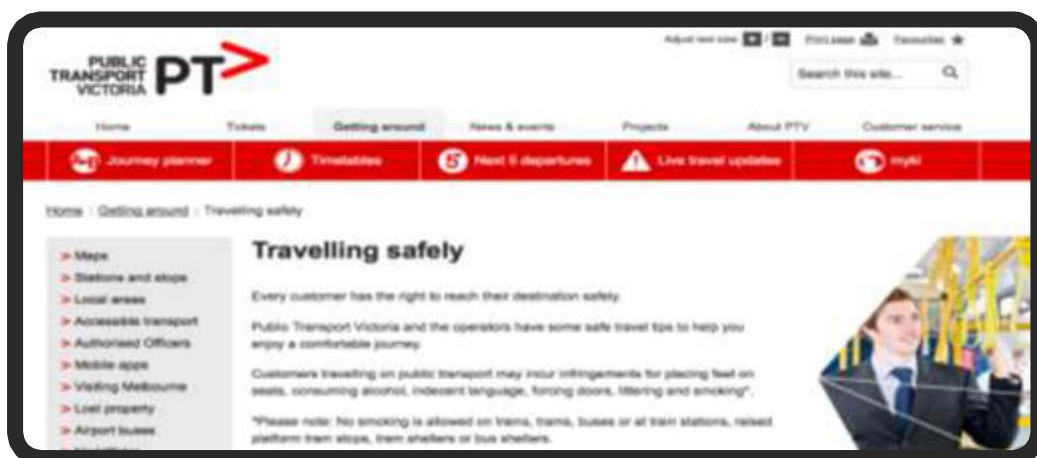 Adjust text size: + / - Print page Favourites
PUBLIC
TRANSPORT
VICTORIA
PT>
Search this site...
Home Tickets Getting around News & events Projects About PTV Customer service
Journey planner Timetables 5 Next 5 departures Live travel updates myki
Home : Getting around : Travelling safely
Travelling safely
> Maps
> Stations and stops
> Local areas
> Accessible transport
> Authorised Officers
> Mobile apps
> Visiting Melbourne
> Lost property
> Airport buses
Every customer has the right to reach their destination safely.
Public Transport Victoria and the operators have some safe travel tips to help you
enjoy a comfortable journey.
Customers travelling on public transport may incur infringements for placing feet on
seats, consuming alcohol, indecent language, forcing doors, littering and smoking*.
*Please note: No smoking is allowed on trains, trams, buses or at train stations, raised
platform tram stops, tram shelters or bus shelters.